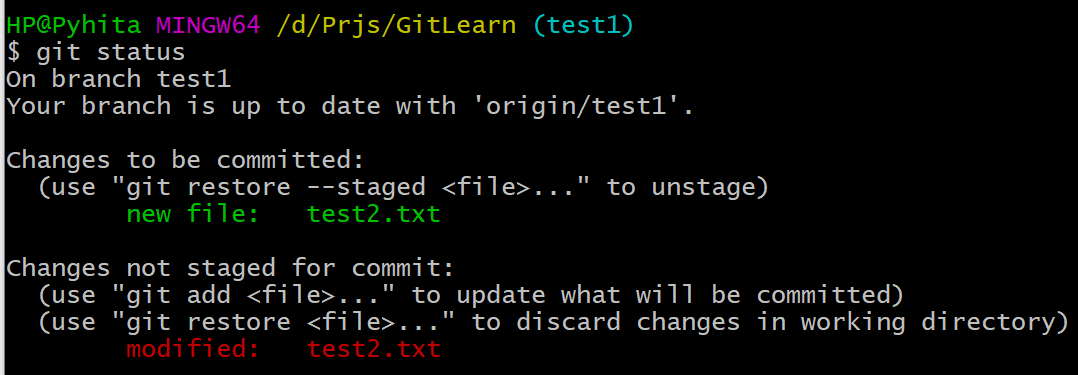 HP@Pyhita MINGW64 /d/Prjs/GitLearn (test1)
$ git status
On branch test1
Your branch is up to date with 'origin/test1'.
Changes to be committed:
  (use "git restore --staged <file>..." to unstage)
        new file:   test2.txt
Changes not staged for commit:
  (use "git add <file>..." to update what will be committed)
  (use "git restore <file>..." to discard changes in working directory)
        modified:   test2.txt